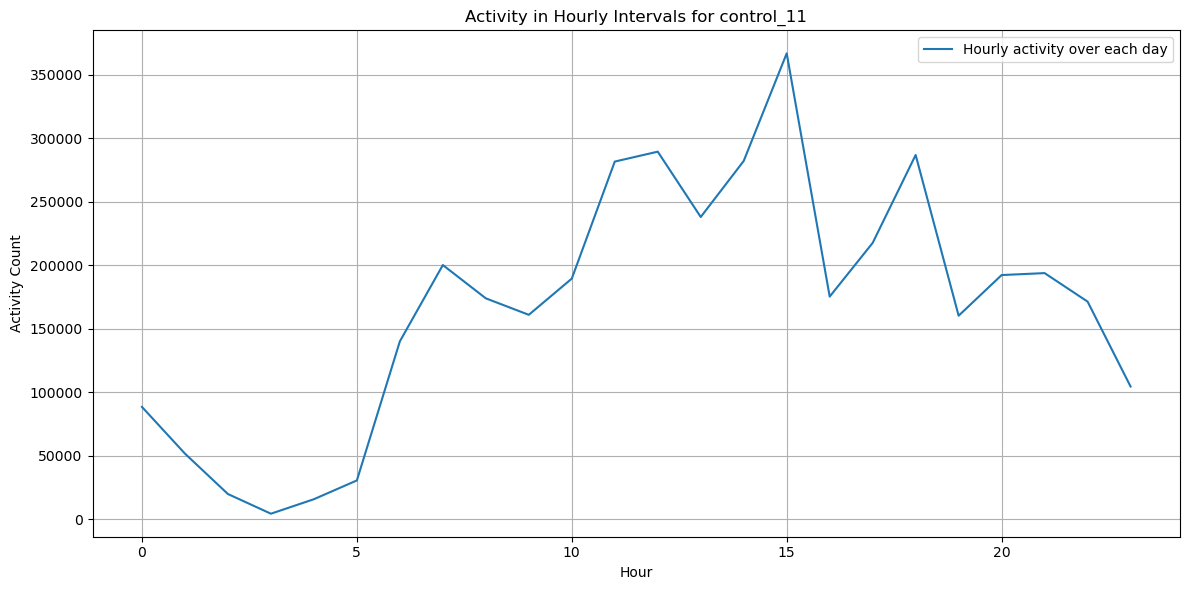 Activity in Hourly Intervals for control_11
Hourly activity over each day
Activity Count
350000
300000
250000
200000
150000
100000
50000
0
0 5 10 15 20
Hour